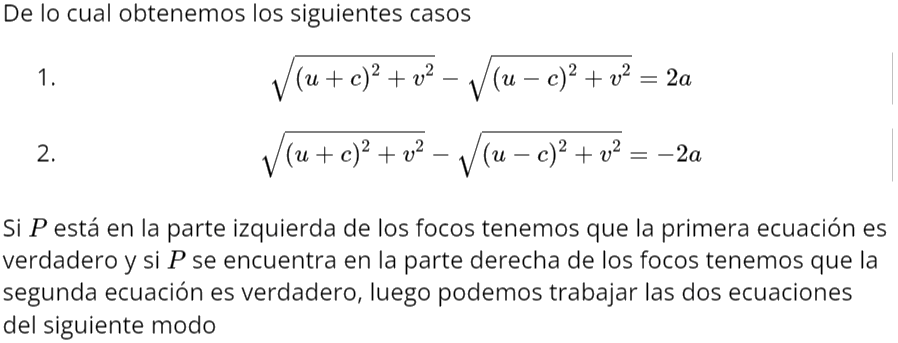 De lo cual obtenemos los siguientes casos
1. √((u + c)² + v²) − √((u − c)² + v²) = 2a
2. √((u + c)² + v²) − √((u − c)² + v²) = −2a
Si P está en la parte izquierda de los focos tenemos que la primera ecuación es
verdadero y si P se encuentra en la parte derecha de los focos tenemos que la
segunda ecuación es verdadero, luego podemos trabajar las dos ecuaciones
del siguiente modo